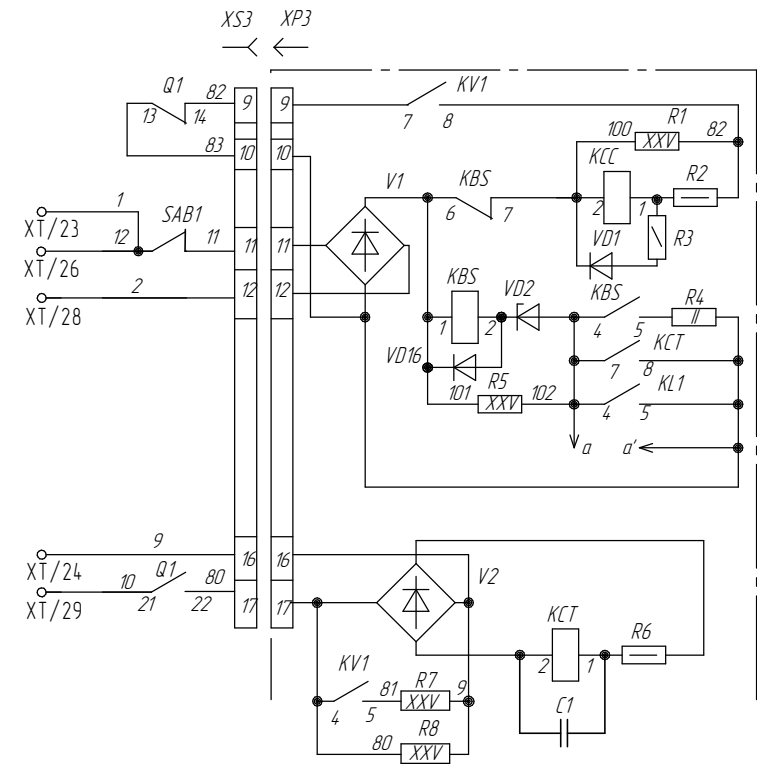 XS3 XP3
Q1 82 9 9 KV1
13 14 7 8
100 XXV R1 82
83 10 10 KCC
V1 KBS R2
1 6 7 2 1
XT/23 SAB1 R3
12 11 11 11 VD1
XT/26
2 12 12 KBS VD2 KBS R4
XT/28 1 2 4 5
VD16 KCT
7 8
101 R5 102 KL1
XXV 4 5
a a'
9
XT/24 16 16
10 Q1 80 V2
XT/29 21 22 17 17
KCT R6
2 1
KV1
81 R7 9
4 5 XXV C1
80 R8
XXV